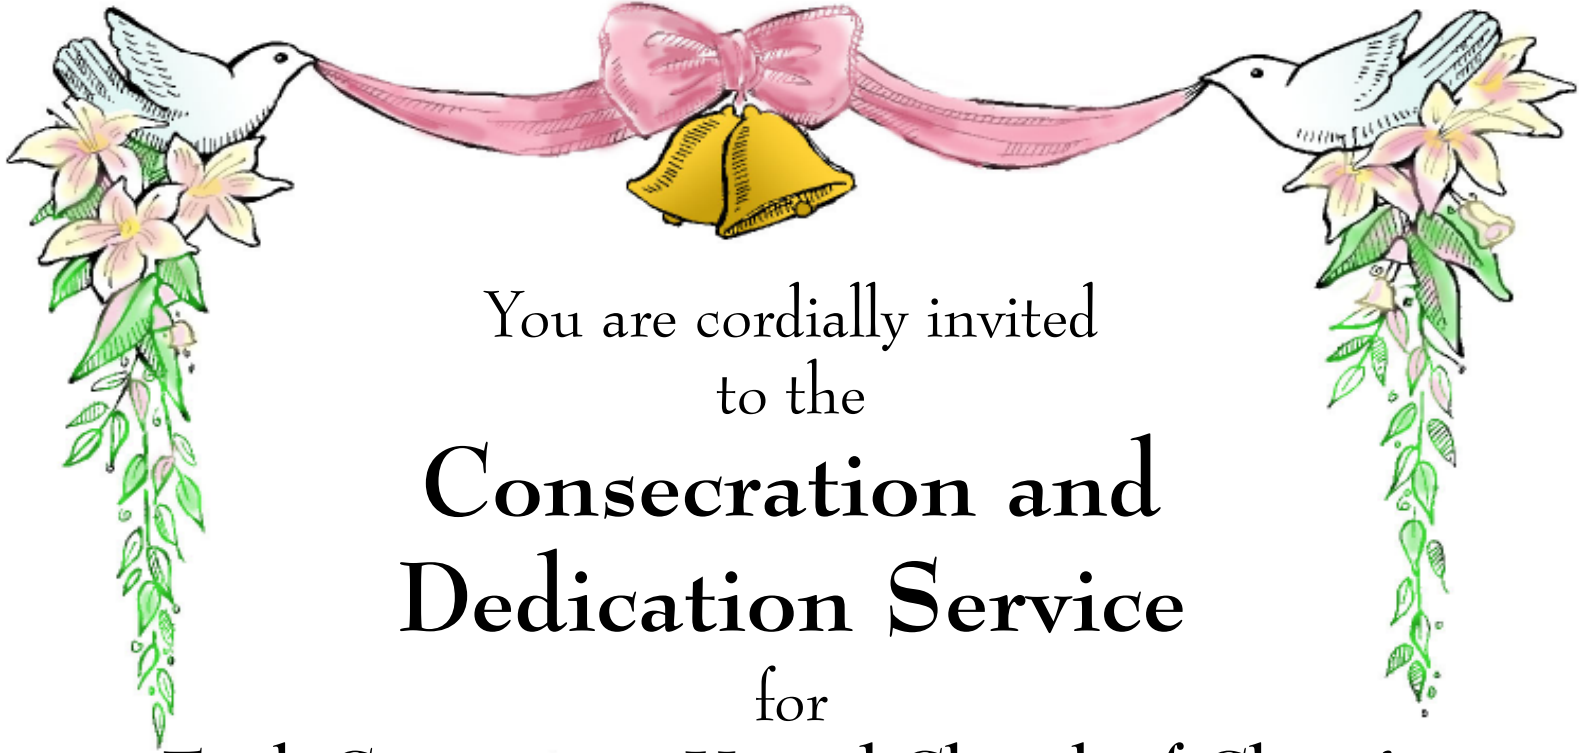 You are cordially invited
to the
Consecration and
Dedication Service
for